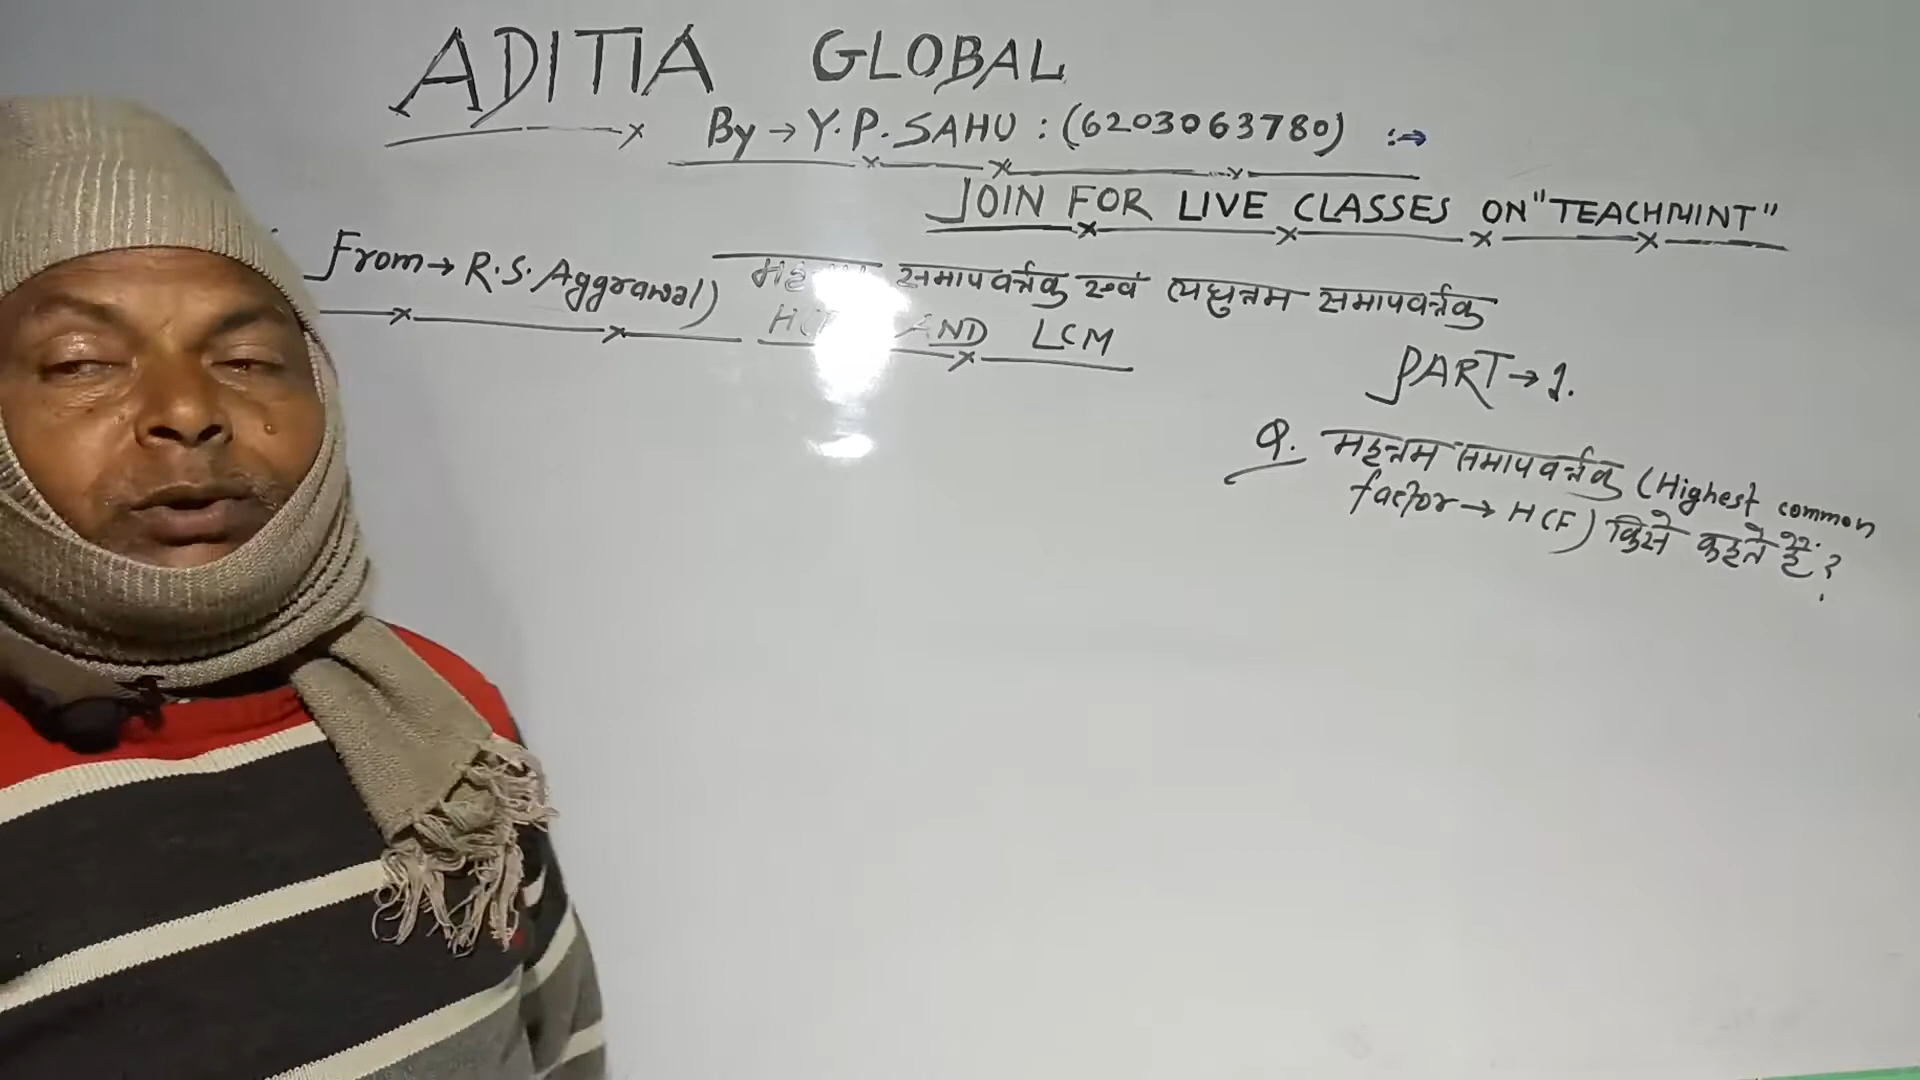 ADITIA GLOBAL
By → Y.P. SAHU : (6203063780) :→
JOIN FOR LIVE CLASSES ON "TEACHMINT"
From → R.S. Aggrawal) समापवर्त्तक एवं लघुत्तम समापवर्त्तक
AND LCM
PART → 1.
Q. महत्तम समापवर्त्तक (Highest common
factor → HCF) किसे कहते हैं?